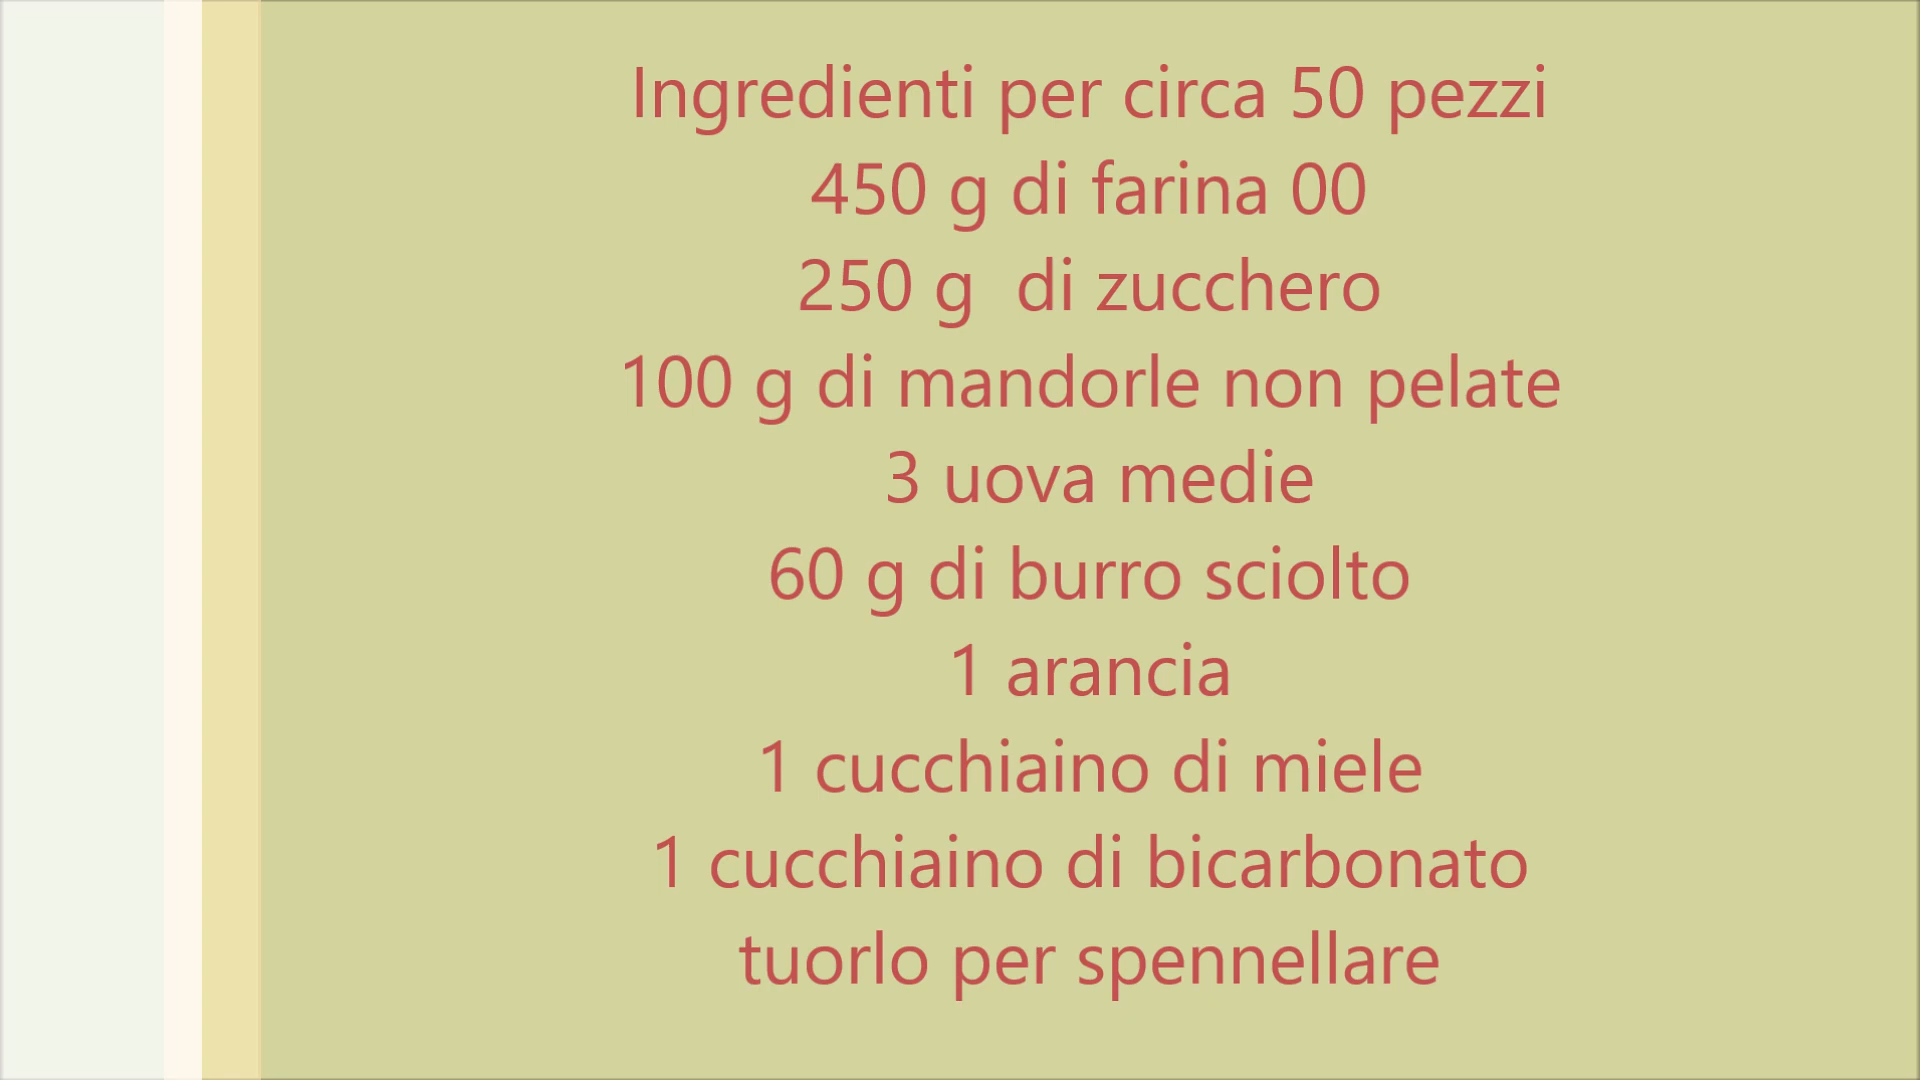 Ingredienti per circa 50 pezzi
450 g di farina 00
250 g  di zucchero
100 g di mandorle non pelate
3 uova medie
60 g di burro sciolto
1 arancia
1 cucchiaino di miele
1 cucchiaino di bicarbonato
tuorlo per spennellare